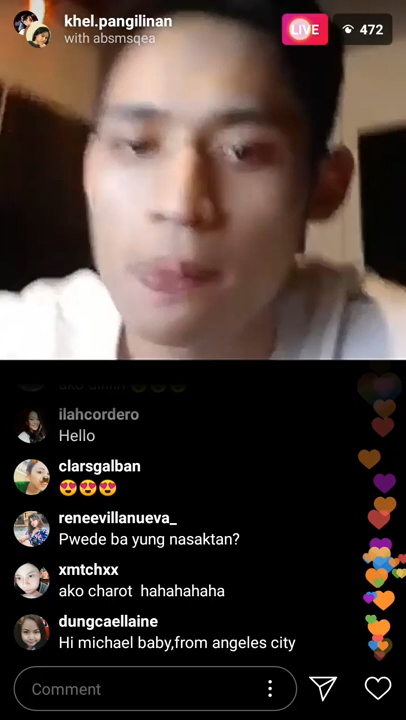 khel.pangilinan
with absmsqea
LIVE
472
ilahcordero
Hello
clarsgalban
😍😍😍
reneevillanueva_
Pwede ba yung nasaktan?
xmtchxx
ako charot hahahahaha
dungcaellaine
Hi michael baby,from angeles city
Comment